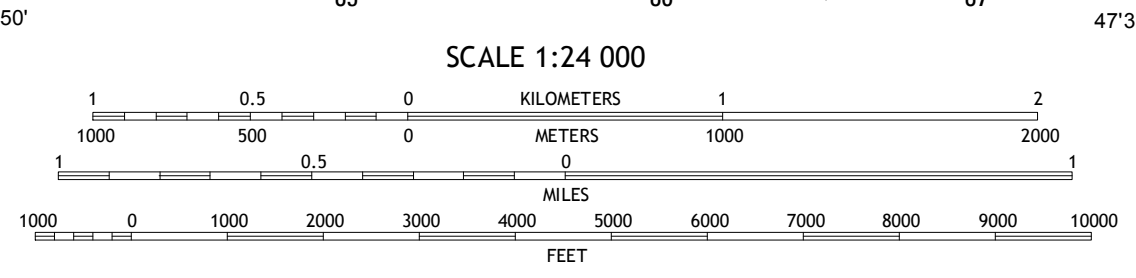 50' 47'3
SCALE 1:24 000
1 0.5 0 KILOMETERS 1 2
1000 500 0 METERS 1000 2000
1 0.5 0 1
MILES
1000 0 1000 2000 3000 4000 5000 6000 7000 8000 9000 10000
FEET